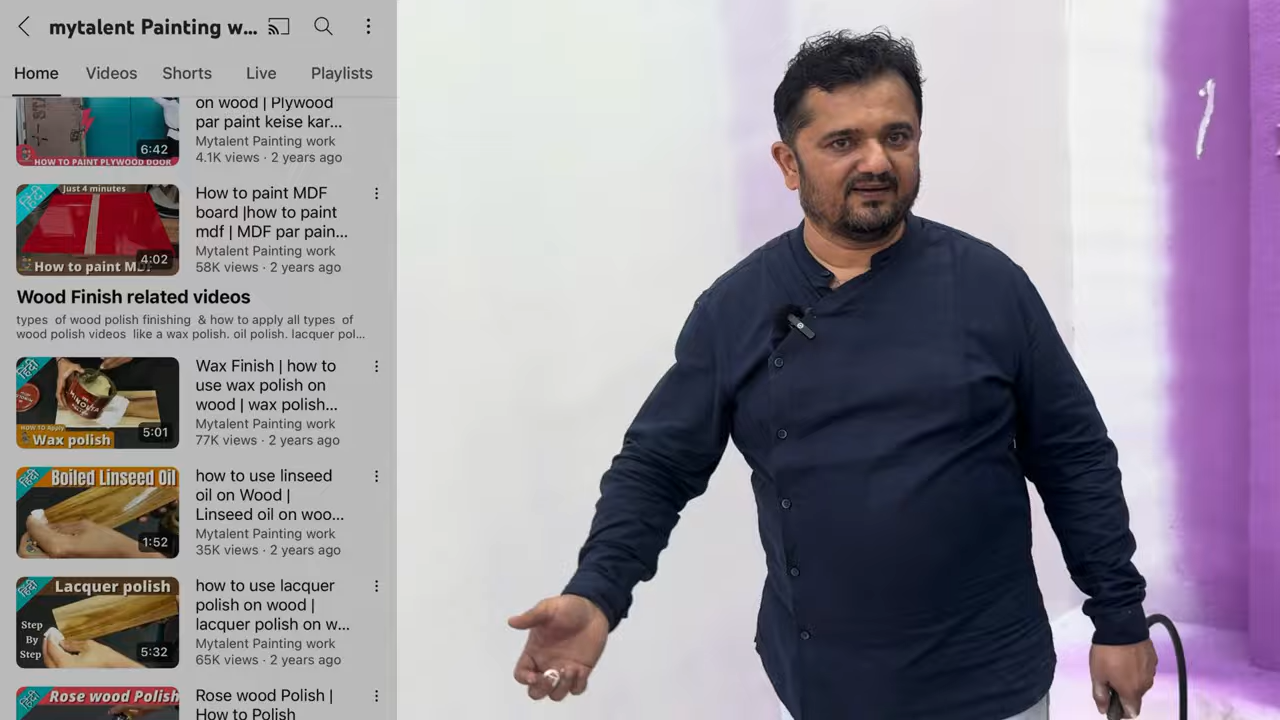 mytalent Painting w...
Home
Videos
Shorts
Live
Playlists
on wood | Plywood
par paint keise kar...
Mytalent Painting work
4.1K views · 2 years ago
6:42
HOW TO PAINT PLYWOOD DOOR
Just 4 minutes
हिंदी
4:02
How to paint MDF
How to paint MDF
board |how to paint
mdf | MDF par pain...
Mytalent Painting work
58K views · 2 years ago
Wood Finish related videos
types of wood polish finishing & how to apply all types of
wood polish videos like a wax polish. oil polish. lacquer pol...
हिंदी
HOW TO Apply
Wax polish
5:01
Wax Finish | how to
use wax polish on
wood | wax polish...
Mytalent Painting work
77K views · 2 years ago
हिंदी
Boiled Linseed Oil
1:52
how to use linseed
oil on Wood |
Linseed oil on woo...
Mytalent Painting work
35K views · 2 years ago
हिंदी
Lacquer polish
Step
By
Step
5:32
how to use lacquer
polish on wood |
lacquer polish on w...
Mytalent Painting work
65K views · 2 years ago
हिंदी
Rose wood Polish
Rose wood Polish |
How to Polish